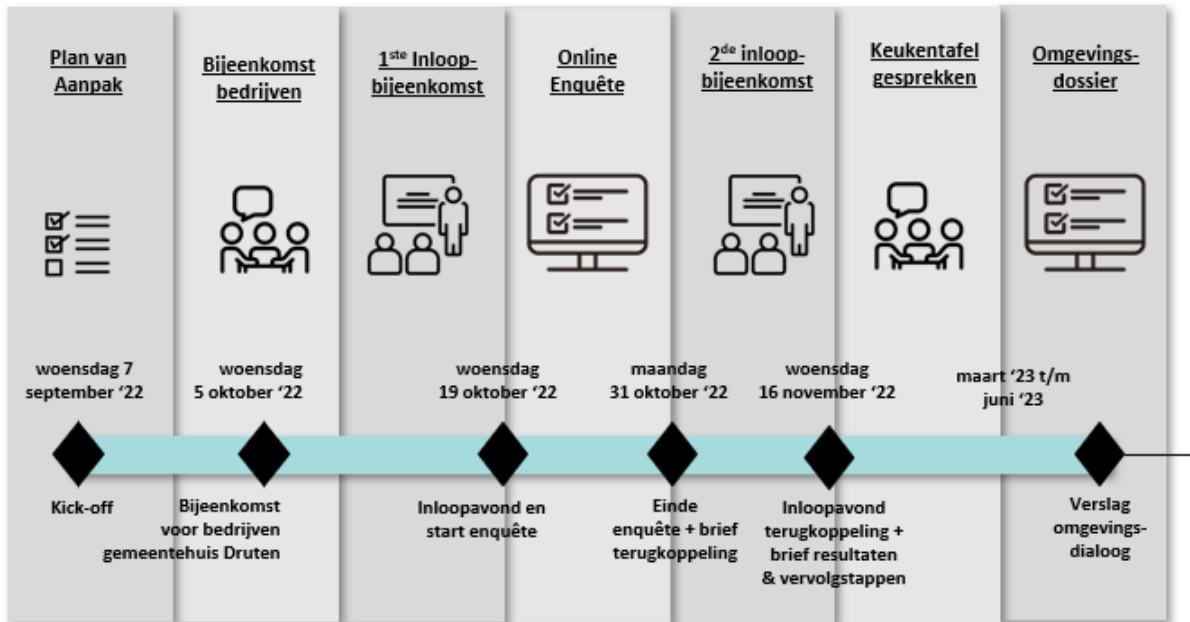 Plan van
Aanpak
Bijeenkomst
bedrijven
1ste Inloop-
bijeenkomst
Online
Enquête
2de inloop-
bijeenkomst
Keukentafel
gesprekken
Omgevings-
dossier
woensdag 7
september ‘22
woensdag
5 oktober ‘22
woensdag
19 oktober ‘22
maandag
31 oktober ‘22
woensdag
16 november ‘22
maart ‘23 t/m
juni ‘23
Kick-off
Bijeenkomst
voor bedrijven
gemeentehuis Druten
Inloopavond en
start enquête
Einde
enquête + brief
terugkoppeling
Inloopavond
terugkoppeling +
brief resultaten
& vervolgstappen
Verslag
omgevings-
dialoog